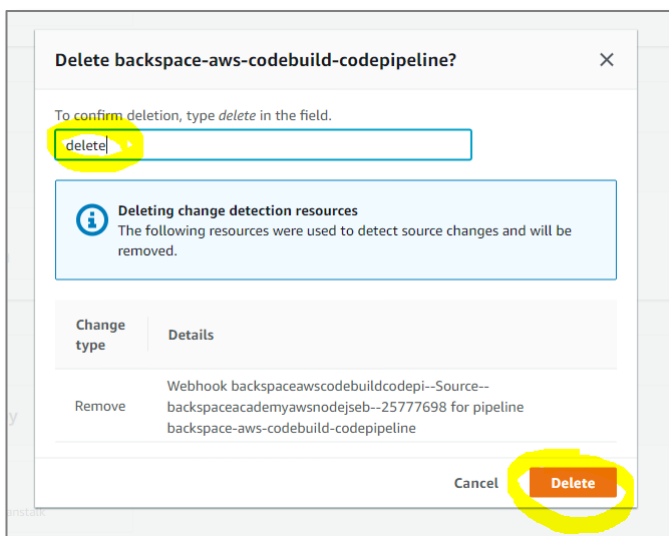 Delete backspace-aws-codebuild-codepipeline?
To confirm deletion, type delete in the field.
delete
Deleting change detection resources
The following resources were used to detect source changes and will be
removed.
Change
type
Details
Remove
Webhook backspaceawscodebuildcodepi--Source--
backspaceacademyawsnodejseb--25777698 for pipeline
backspace-aws-codebuild-codepipeline
Cancel
Delete